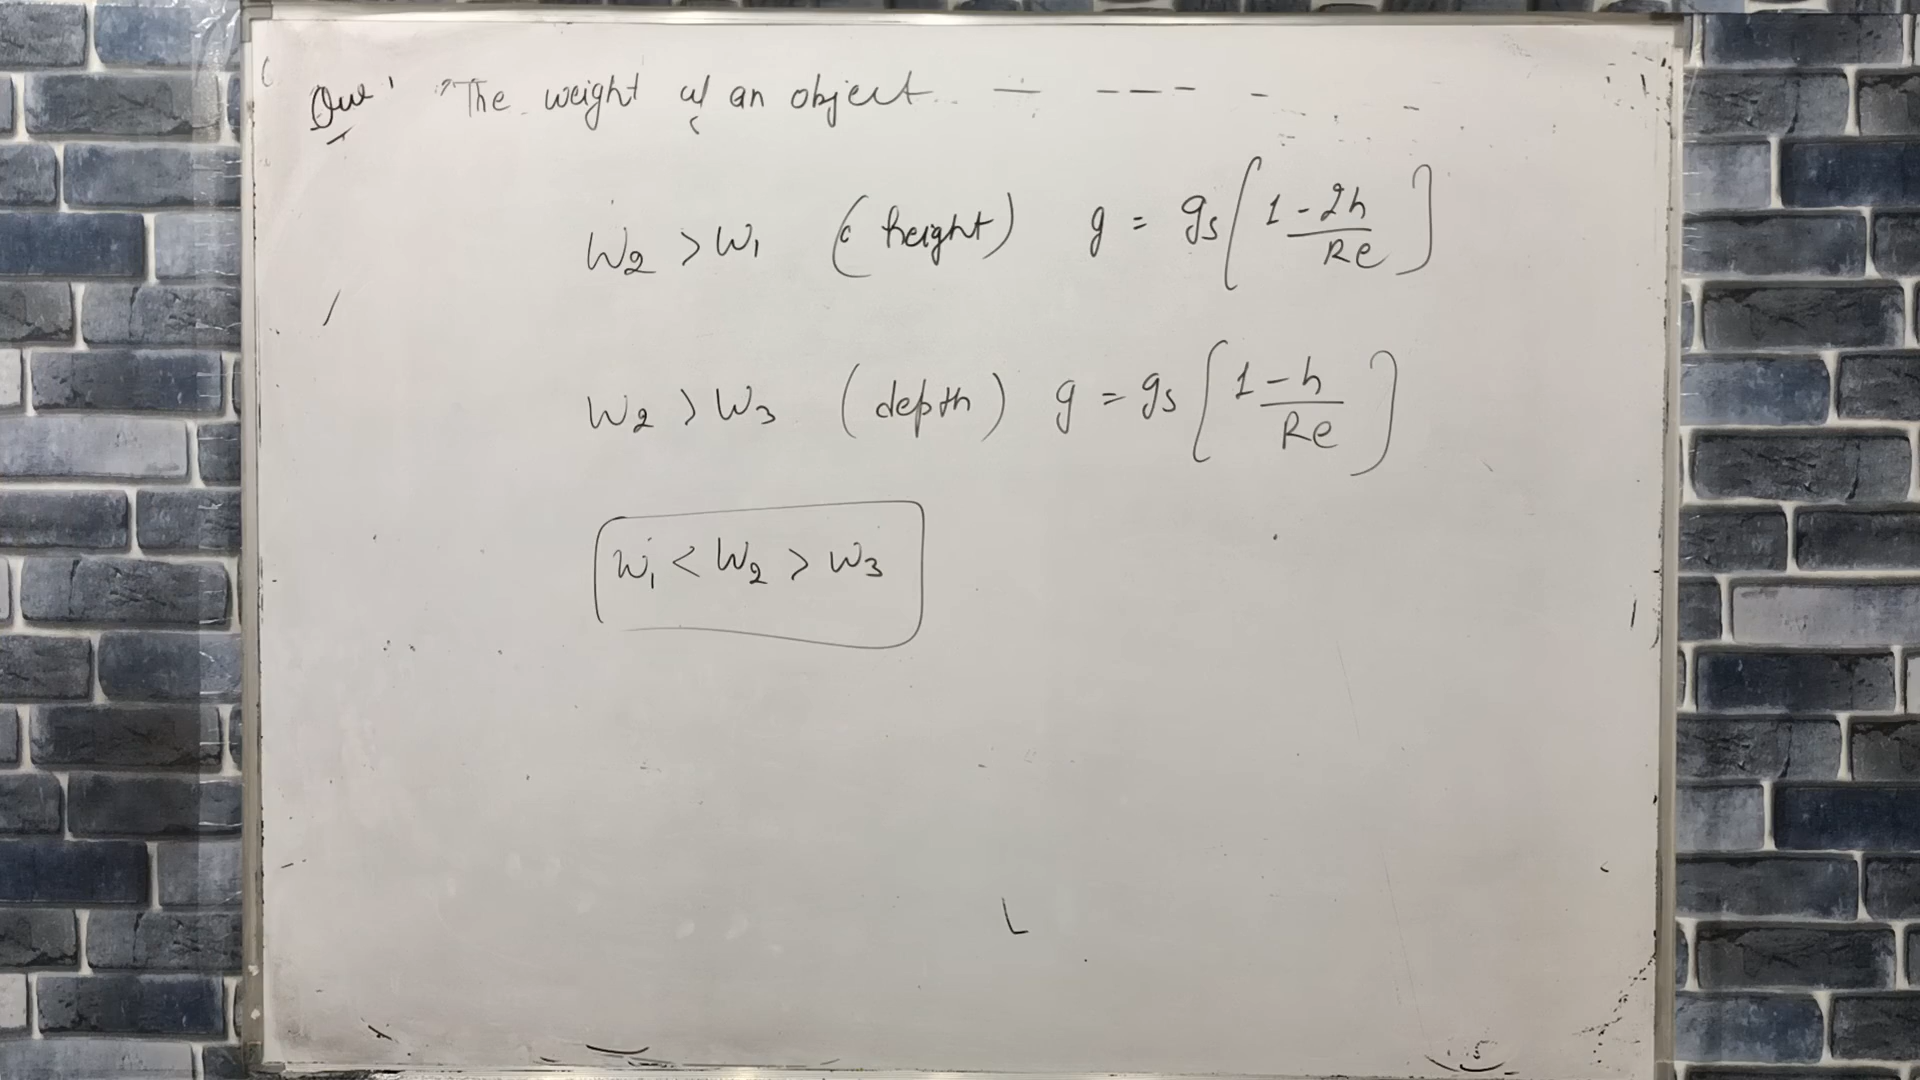 Que' "The weight of an object. — - - - - -
W₂ > W₁ (height) g = gs[1 - 2h / Re]
W₂ > W₃ (depth) g = gs[1 - h / Re]
W₁ < W₂ > W₃